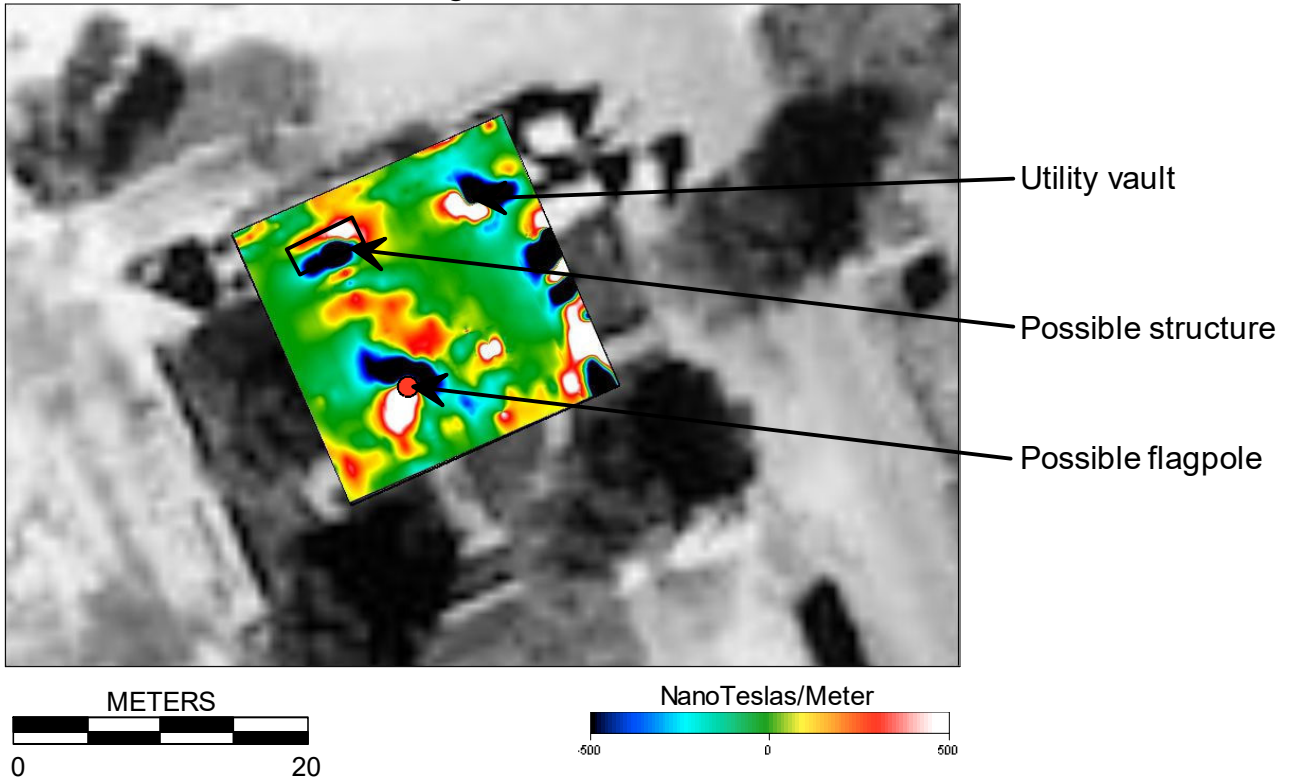 Utility vault
Possible structure
Possible flagpole
METERS
0 20
NanoTeslas/Meter
-500 0 500